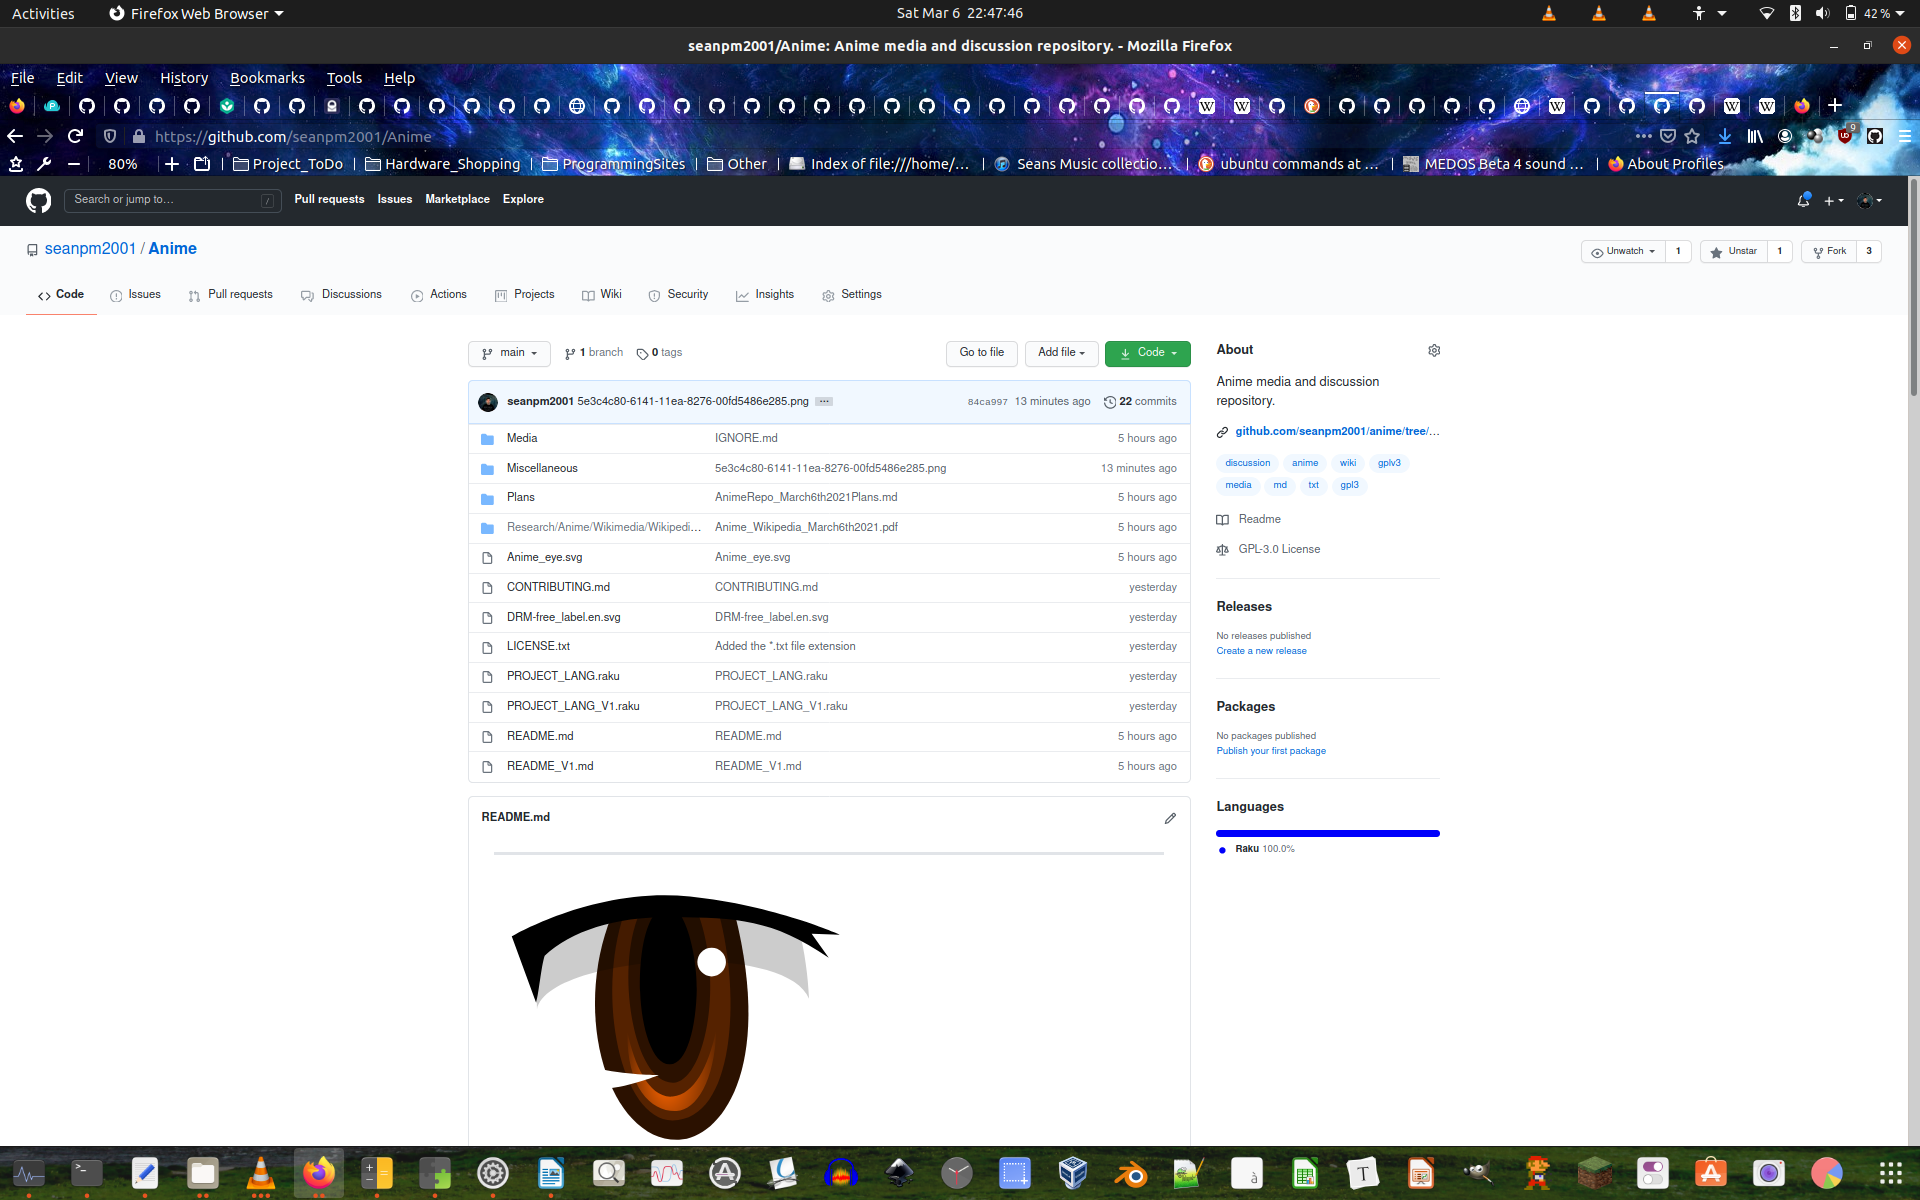 Activities Firefox Web Browser Sat Mar 6 22:47:46 42 %
seanpm2001/Anime: Anime media and discussion repository. - Mozilla Firefox
File Edit View History Bookmarks Tools Help
https://github.com/seanpm2001/Anime 9
80% Project_ToDo Hardware_Shopping ProgrammingSites Other Index of file:///home/... Seans Music collectio... ubuntu commands at ... MEDOS Beta 4 sound ... About Profiles
Search or jump to... / Pull requests Issues Marketplace Explore
seanpm2001 / Anime Unwatch 1 Unstar 1 Fork 3
Code Issues Pull requests Discussions Actions Projects Wiki Security Insights Settings
main 1 branch 0 tags Go to file Add file Code
seanpm2001 5e3c4c80-6141-11ea-8276-00fd5486e285.png ... 84ca997 13 minutes ago 22 commits
Media IGNORE.md 5 hours ago
Miscellaneous 5e3c4c80-6141-11ea-8276-00fd5486e285.png 13 minutes ago
Plans AnimeRepo_March6th2021Plans.md 5 hours ago
Research/Anime/Wikimedia/Wikipedi... Anime_Wikipedia_March6th2021.pdf 5 hours ago
Anime_eye.svg Anime_eye.svg 5 hours ago
CONTRIBUTING.md CONTRIBUTING.md yesterday
DRM-free_label.en.svg DRM-free_label.en.svg yesterday
LICENSE.txt Added the *.txt file extension yesterday
PROJECT_LANG.raku PROJECT_LANG.raku yesterday
PROJECT_LANG_V1.raku PROJECT_LANG_V1.raku yesterday
README.md README.md 5 hours ago
README_V1.md README_V1.md 5 hours ago
README.md
About
Anime media and discussion
repository.
github.com/seanpm2001/anime/tree/...
discussion anime wiki gplv3
media md txt gpl3
Readme
GPL-3.0 License
Releases
No releases published
Create a new release
Packages
No packages published
Publish your first package
Languages
Raku 100.0%